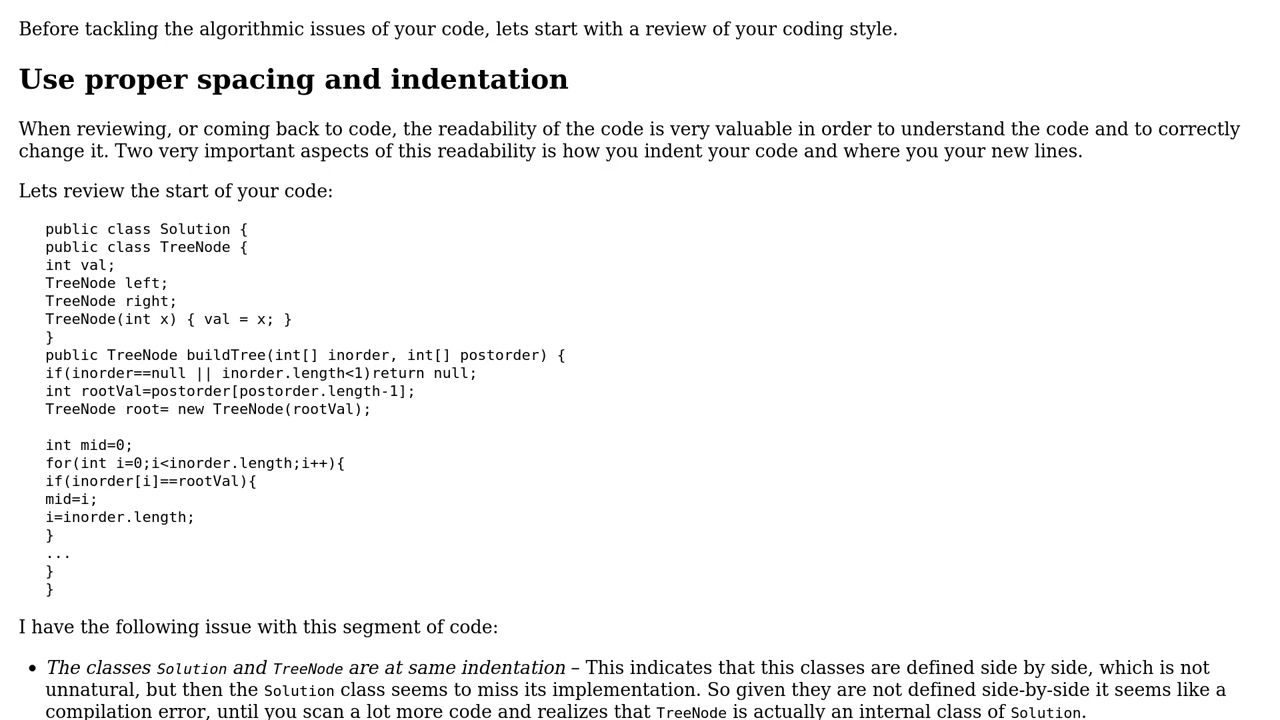 Before tackling the algorithmic issues of your code, lets start with a review of your coding style.
Use proper spacing and indentation
When reviewing, or coming back to code, the readability of the code is very valuable in order to understand the code and to correctly
change it. Two very important aspects of this readability is how you indent your code and where you your new lines.
Lets review the start of your code:
public class Solution {
public class TreeNode {
int val;
TreeNode left;
TreeNode right;
TreeNode(int x) { val = x; }
}
public TreeNode buildTree(int[] inorder, int[] postorder) {
if(inorder==null || inorder.length<1)return null;
int rootVal=postorder[postorder.length-1];
TreeNode root= new TreeNode(rootVal);
int mid=0;
for(int i=0;i<inorder.length;i++){
if(inorder[i]==rootVal){
mid=i;
i=inorder.length;
}
...
}
}
I have the following issue with this segment of code:
• The classes Solution and TreeNode are at same indentation – This indicates that this classes are defined side by side, which is not
unnatural, but then the Solution class seems to miss its implementation. So given they are not defined side-by-side it seems like a
compilation error, until you scan a lot more code and realizes that TreeNode is actually an internal class of Solution.